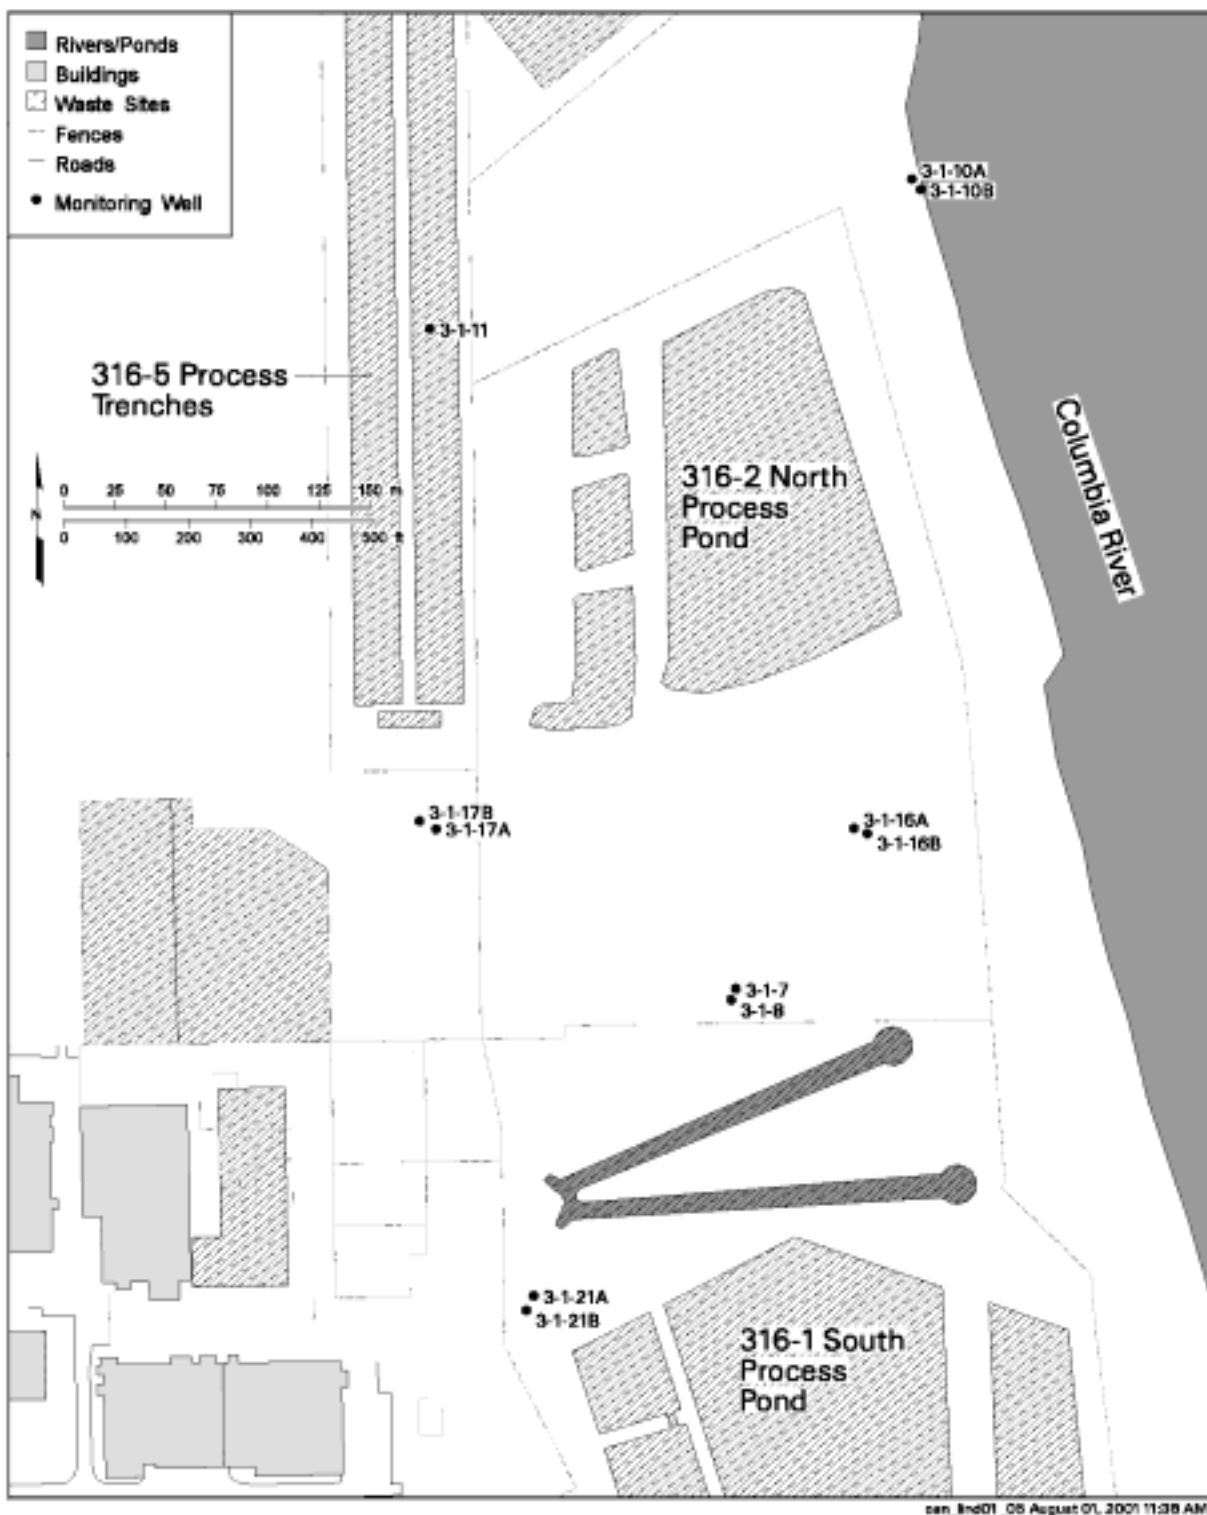 Rivers/Ponds
Buildings
Waste Sites
Fences
Roads
Monitoring Well
3-1-10A
3-1-10B
3-1-11
316-5 Process
Trenches
0 25 50 75 100 125 150 m
N
0 100 200 300 400 500 ft
316-2 North
Process
Pond
Columbia River
3-1-17B
3-1-17A
3-1-16A
3-1-16B
3-1-7
3-1-8
3-1-21A
3-1-21B
316-1 South
Process
Pond
August 01, 2001 11:38 AM